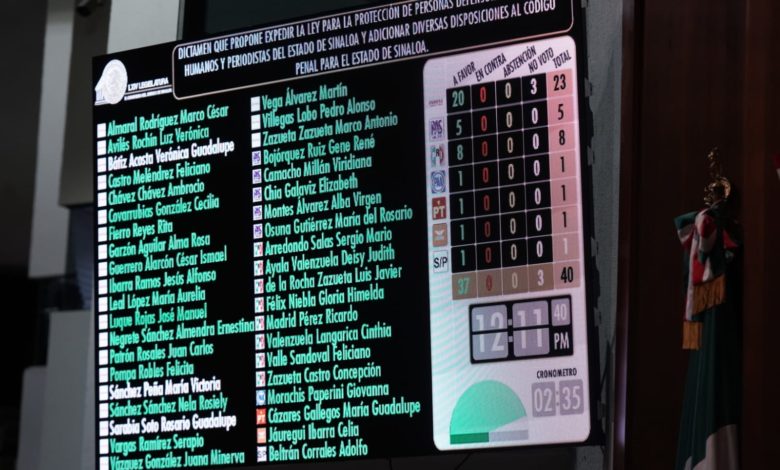 DICTAMEN QUE PROPONE EXPEDIR LA LEY PARA LA PROTECCIÓN DE PERSONAS DEFENSORAS
HUMANOS Y PERIODISTAS DEL ESTADO DE SINALOA Y ADICIONAR DIVERSAS DISPOSICIONES AL CÓDIGO
PENAL PARA EL ESTADO DE SINALOA.
LXIV LEGISLATURA
Almaral Rodríguez Marco César
Avilés Rochin Luz Verónica
Bátiz Acosta Verónica Guadalupe
Castro Meléndrez Feliciano
Chávez Chávez Ambrocio
Covarrubias González Cecilia
Fierro Reyes Rita
Garzón Aguilar Alma Rosa
Guerrero Alarcón César Ismael
Ibarra Ramos Jesús Alfonso
Leal López María Aurelia
Luque Rojas José Manuel
Negrete Sánchez Almendra Ernestina
Patrón Rosales Juan Carlos
Pompa Robles Felicita
Sánchez Peña María Victoria
Sánchez Sánchez Nela Rosiely
Sarabia Soto Rosario Guadalupe
Vargas Ramírez Serapio
Vázquez González Juana Minerva
Vega Álvarez Martín
Villegas Lobo Pedro Alonso
Zazueta Zazueta Marco Antonio
Bojórquez Ruiz Gene René
Camacho Millán Viridiana
Chia Galaviz Elizabeth
Montes Álvarez Alba Virgen
Osuna Gutiérrez María del Rosario
Arredondo Salas Sergio Mario
Ayala Valenzuela Deisy Judith
de la Rocha Zazueta Luis Javier
Félix Niebla Gloria Himelda
Madrid Pérez Ricardo
Valenzuela Langarica Cinthia
Valle Sandoval Feliciano
Zazueta Castro Concepción
Morachis Paperini Giovanna
Cázares Gallegos María Guadalupe
Jáuregui Ibarra Celia
Beltrán Corrales Adolfo
A FAVOR EN CONTRA ABSTENCIÓN NO VOTO TOTAL
20 0 0 3 23
PAS 5 0 0 0 5
PRI 8 0 0 0 8
PAN 1 0 0 0 1
PT 1 0 0 0 1
1 0 0 0 1
S/P 1 0 0 0 1
37 0 0 3 40
12:11 40
PM
CRONOMETRO
02:35